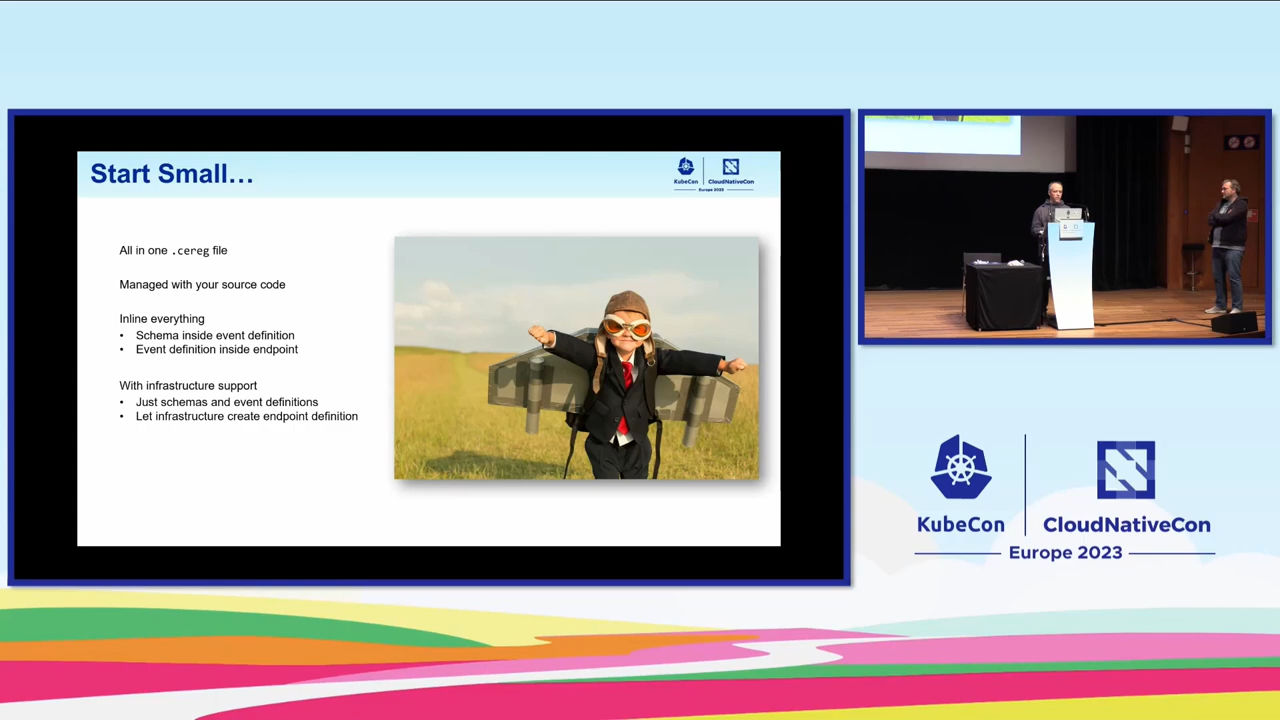 Start Small…
KubeCon
CloudNativeCon
Europe 2023
All in one .cereg file
Managed with your source code
Inline everything
• Schema inside event definition
• Event definition inside endpoint
With infrastructure support
• Just schemas and event definitions
• Let infrastructure create endpoint definition
KubeCon
CloudNativeCon
Europe 2023